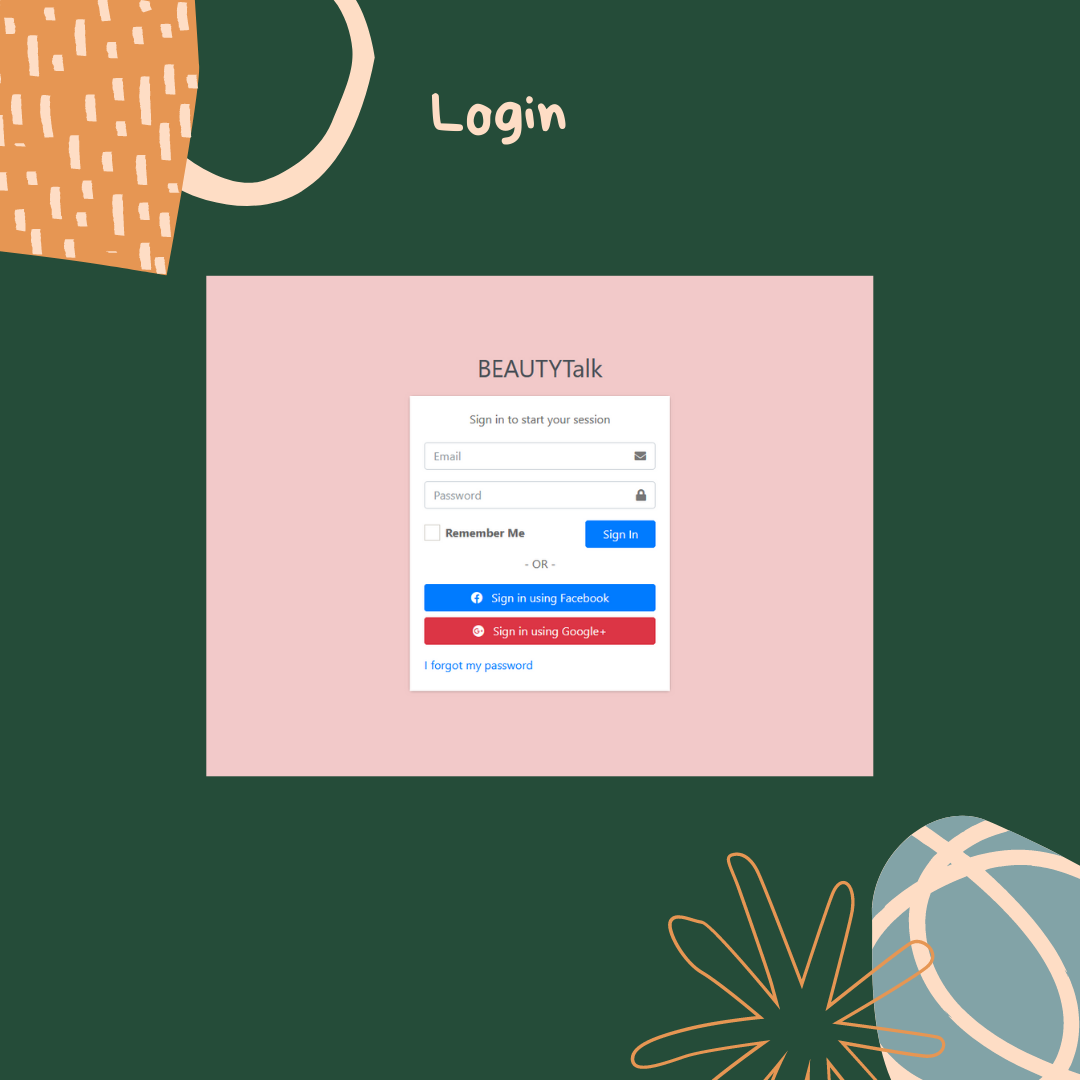 Login
BEAUTYTalk
Sign in to start your session
Email
Password
Remember Me
Sign In
- OR -
Sign in using Facebook
Sign in using Google+
I forgot my password